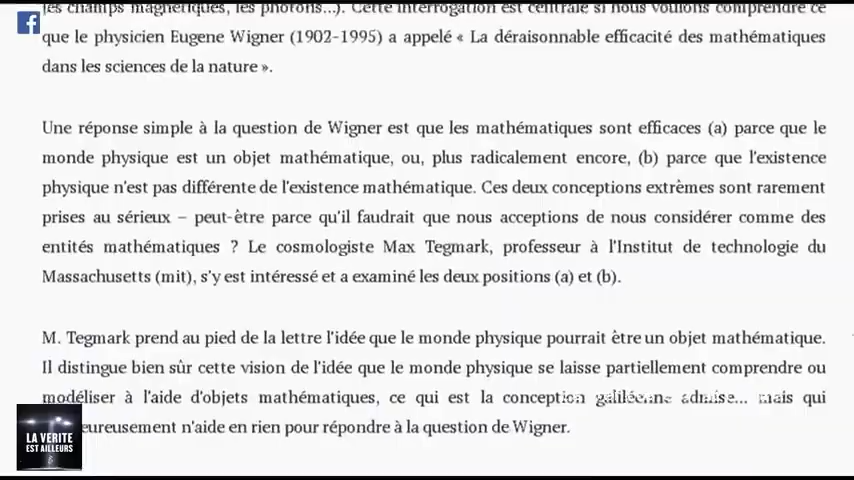 les champs magnétiques, les photons...). Cette interrogation est centrale si nous voulons comprendre ce
que le physicien Eugene Wigner (1902-1995) a appelé « La déraisonnable efficacité des mathématiques
dans les sciences de la nature ».
Une réponse simple à la question de Wigner est que les mathématiques sont efficaces (a) parce que le
monde physique est un objet mathématique, ou, plus radicalement encore, (b) parce que l'existence
physique n'est pas différente de l'existence mathématique. Ces deux conceptions extrèmes sont rarement
prises au sérieux – peut-ètre parce qu'il faudrait que nous acceptions de nous considérer comme des
entités mathématiques ? Le cosmologiste Max Tegmark, professeur à l'Institut de technologie du
Massachusetts (mit), s'y est intéressé et a examiné les deux positions (a) et (b).
M. Tegmark prend au pied de la lettre l'idée que le monde physique pourrait ètre un objet mathématique.
Il distingue bien sûr cette vision de l'idée que le monde physique se laisse partiellement comprendre ou
modéliser à l'aide d'objets mathématiques, ce qui est la conception galiléenne admise... mais qui
eureusement n'aide en rien pour répondre à la question de Wigner.
LA VERITE
EST AILLEURS